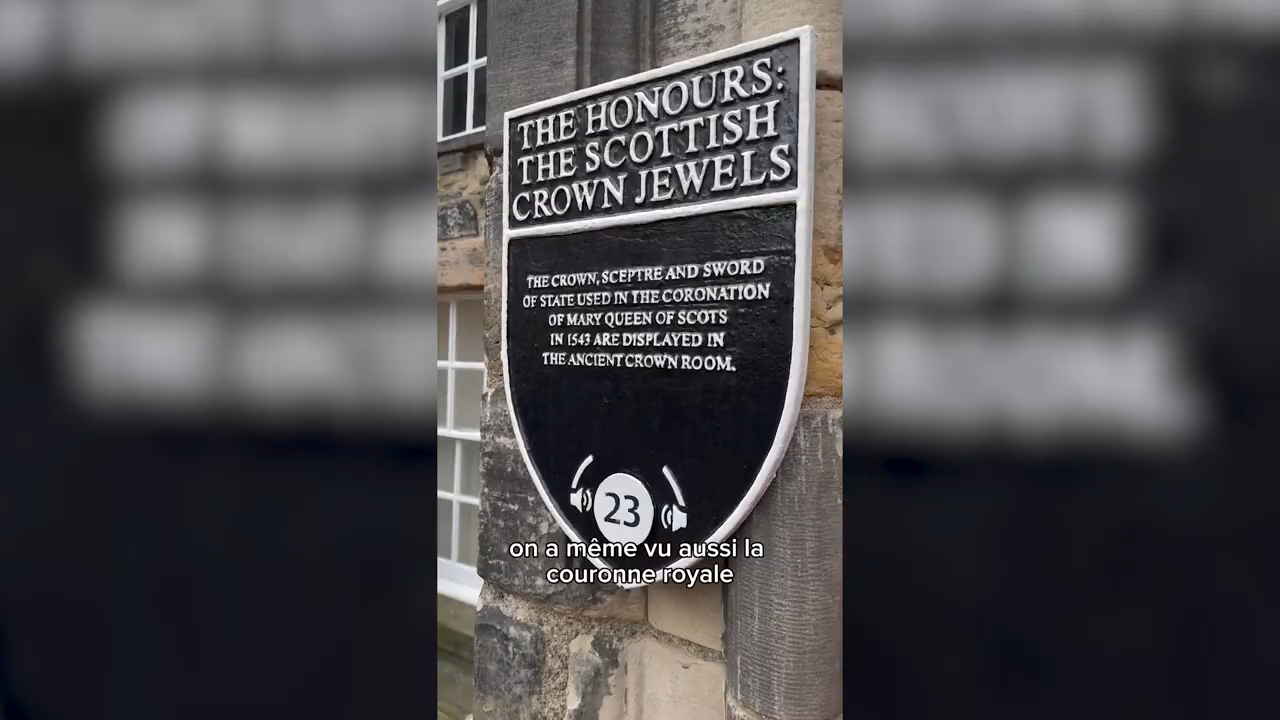 THE HONOURS:
THE SCOTTISH
CROWN JEWELS
THE CROWN, SCEPTRE AND SWORD
OF STATE USED IN THE CORONATION
OF MARY QUEEN OF SCOTS
IN 1543 ARE DISPLAYED IN
THE ANCIENT CROWN ROOM.
23
on a même vu aussi la
couronne royale